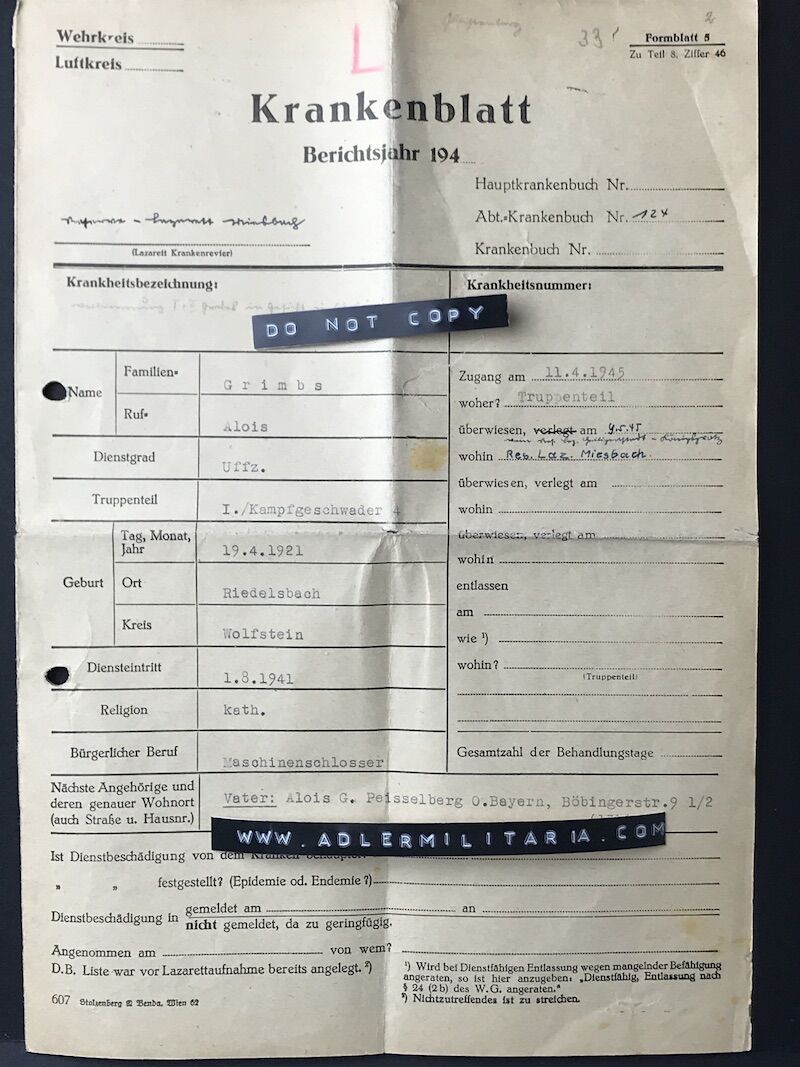 Wehrkreis
Luftkreis
L
33
2
Formblatt 5
Zu Teil 8, Ziffer 46
Krankenblatt
Berichtsjahr 194
Hauptkrankenbuch Nr.
Abt.=Krankenbuch Nr. 124
Krankenbuch Nr.
(Lazarett Krankenrevier)
Krankheitsbezeichnung:
Krankheitsnummer:
DO NOT COPY
Name
Familien=
Grimbs
Ruf=
Alois
Dienstgrad
Uffz.
Truppenteil
I./Kampfgeschwader 4
Geburt
Tag, Monat,
Jahr
19.4.1921
Ort
Riedelsbach
Kreis
Wolfstein
Diensteintritt
1.8.1941
Religion
kath.
Bürgerlicher Beruf
Maschinenschlosser
Zugang am 11.4.1945
woher? Truppenteil
überwiesen, verlegt am 9.5.45
wohin Res. Laz. Miesbach.
überwiesen, verlegt am
wohin
überwiesen, verlegt am
wohin
entlassen
am
wie ¹)
wohin?
(Truppenteil)
Gesamtzahl der Behandlungstage
Nächste Angehörige und
deren genauer Wohnort
(auch Straße u. Hausnr.)
Vater: Alois G. Peisselberg O.Bayern, Böbingerstr.9 1/2
WWW.ADLERMILITARIA.COM
Ist Dienstbeschädigung von dem Kranken
„ „ festgestellt? (Epidemie od. Endemie?)
Dienstbeschädigung in gemeldet am an
nicht gemeldet, da zu geringfügig.
Angenommen am von wem?
D.B. Liste war vor Lazarettaufnahme bereits angelegt. ²)
¹) Wird bei Dienstfähigen Entlassung wegen mangelnder Befähigung
angeraten, so ist hier anzugeben: „Dienstfähig, Entlassung nach
§ 24 (2b) des W.G. angeraten.“
²) Nichtzutreffendes ist zu streichen.
607 Stolzenberg & Benda, Wien 62